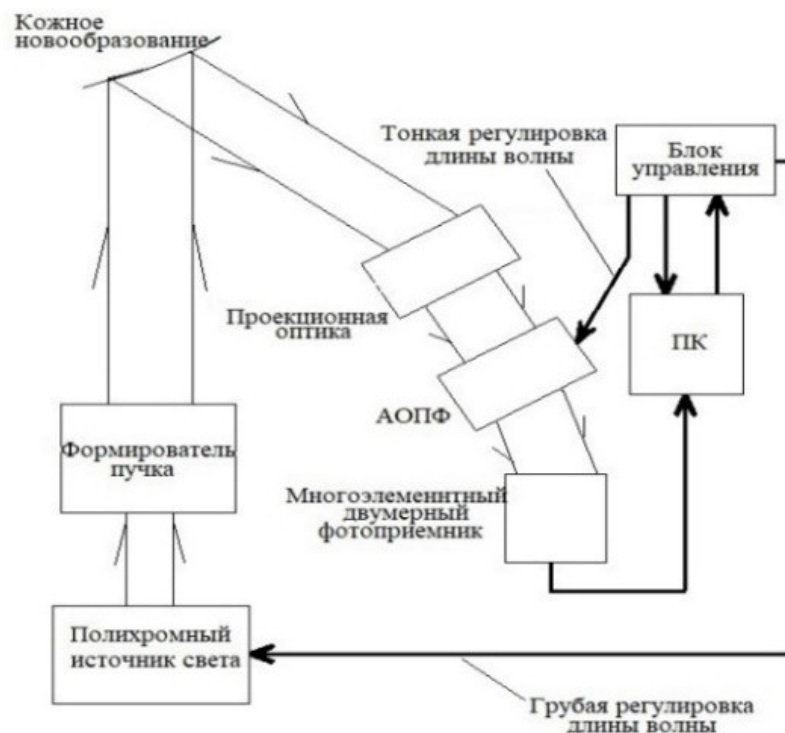 Кожное
новообразование
Тонкая регулировка
длины волны
Блок
управления
Проекционная
оптика
ПК
АОПФ
Формирователь
пучка
Многоэлеменнтный
двумерный
фотоприемник
Полихромный
источник света
Грубая регулировка
длины волны